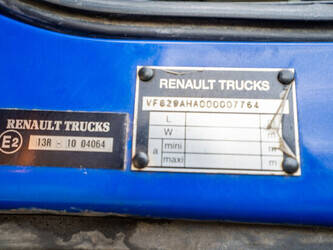 RENAULT TRUCKS
VF629AHA000007764
L m
W m
a mini m
maxi m
RENAULT TRUCKS
E2 13R - 10 04064